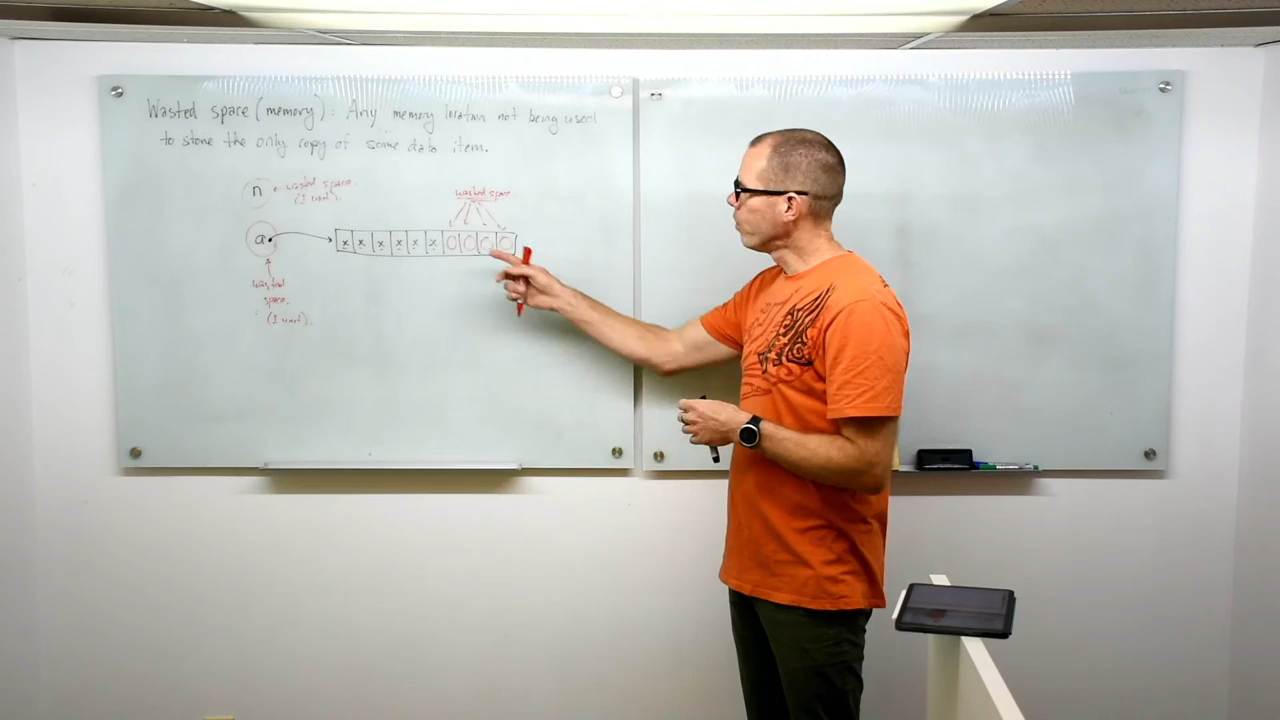 Wasted space (memory): Any memory location not being used
to store the only copy of some data item.
n ← wasted space.
(1 word).
wasted space
a
x x x x x x
wasted
space.
(1 word).